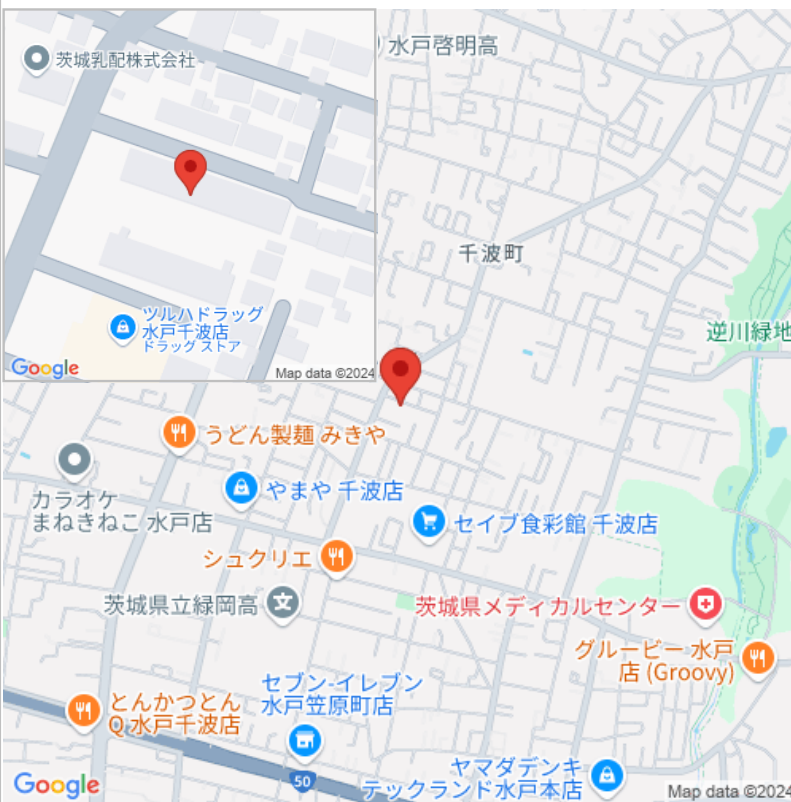 茨城乳配株式会社
ツルハドラッグ
水戸千波店
ドラッグ ストア
Google
Map data ©2024
水戸啓明高
千波町
逆川緑地
うどん製麺 みきや
カラオケ
まねきねこ 水戸店
やまや 千波店
セイブ食彩館 千波店
シュクリエ
茨城県立緑岡高
茨城県メディカルセンター
グルービー 水戸
店 (Groovy)
セブン-イレブン
水戸笠原町店
とんかつとん
Q 水戸千波店
50
ヤマダデンキ
テックランド水戸本店
Google
Map data ©2024